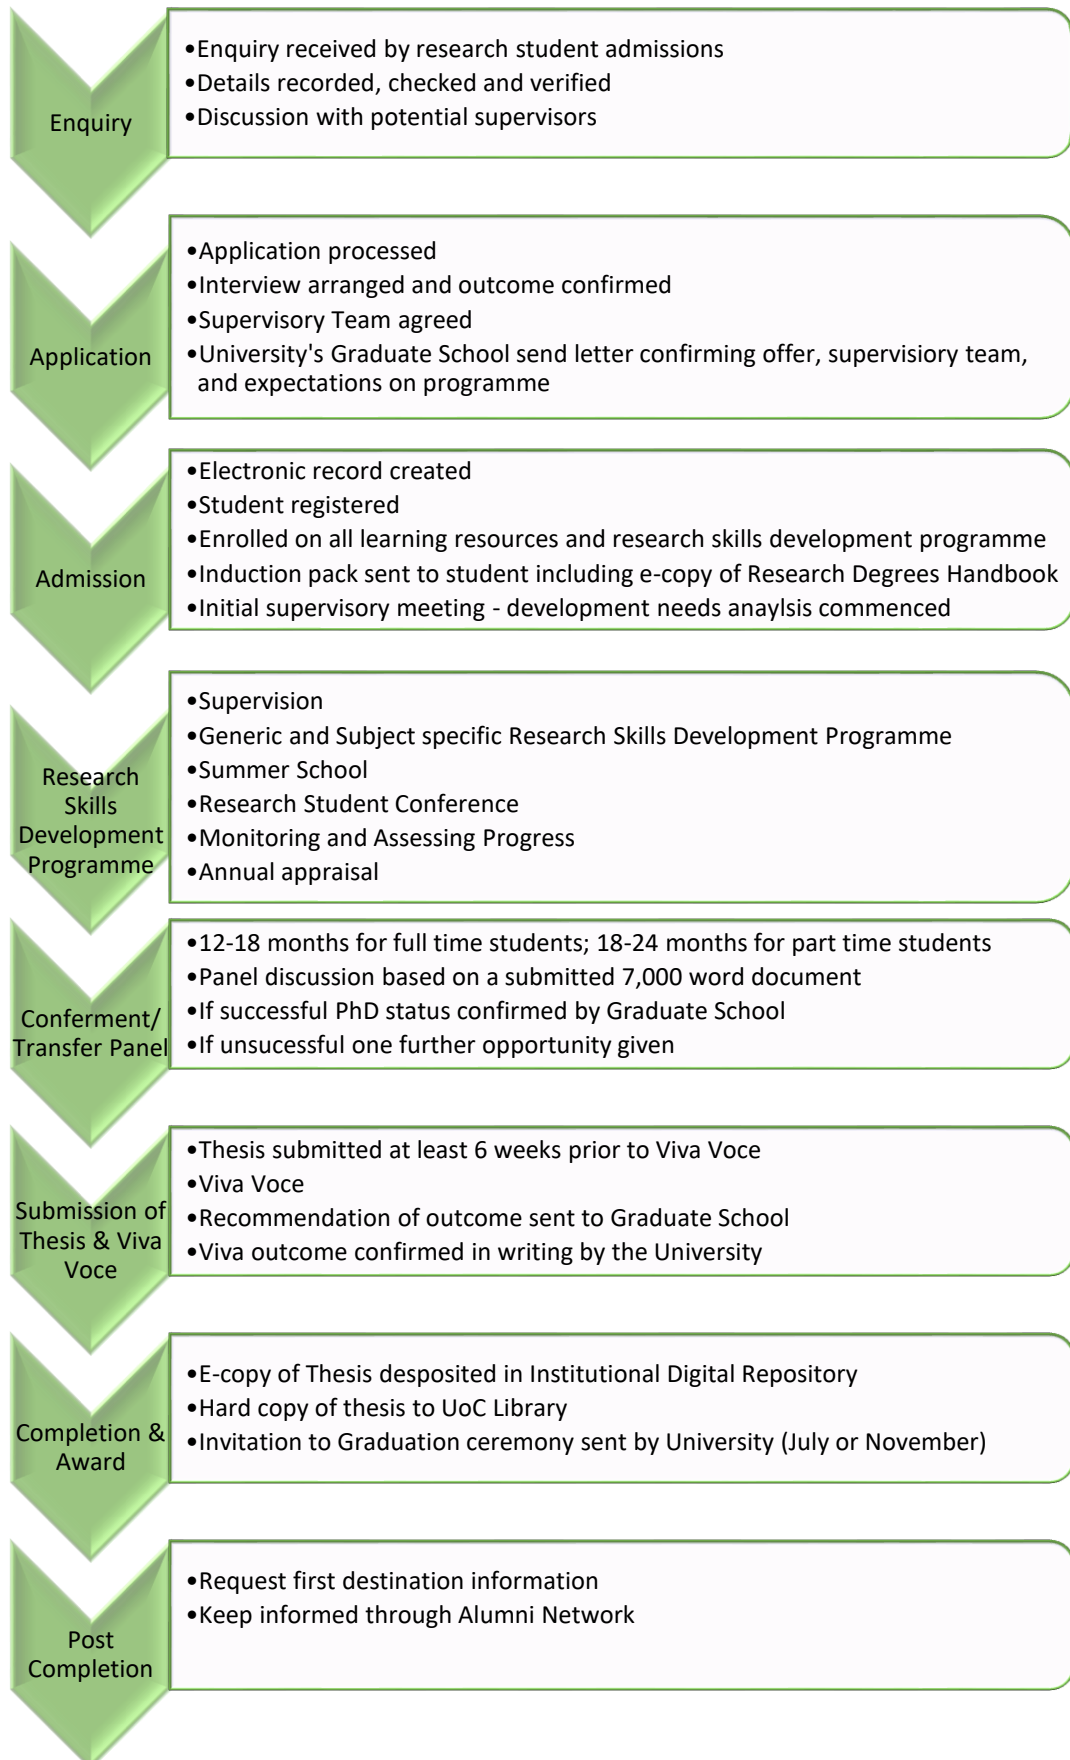 Enquiry
•Enquiry received by research student admissions
•Details recorded, checked and verified
•Discussion with potential supervisors
Application
•Application processed
•Interview arranged and outcome confirmed
•Supervisory Team agreed
•University's Graduate School send letter confirming offer, supervisiory team,
and expectations on programme
Admission
•Electronic record created
•Student registered
•Enrolled on all learning resources and research skills development programme
•Induction pack sent to student including e-copy of Research Degrees Handbook
•Initial supervisory meeting - development needs anaylsis commenced
Research
Skills
Development
Programme
•Supervision
•Generic and Subject specific Research Skills Development Programme
•Summer School
•Research Student Conference
•Monitoring and Assessing Progress
•Annual appraisal
Conferment/
Transfer Panel
•12-18 months for full time students; 18-24 months for part time students
•Panel discussion based on a submitted 7,000 word document
•If successful PhD status confirmed by Graduate School
•If unsucessful one further opportunity given
Submission of
Thesis & Viva
Voce
•Thesis submitted at least 6 weeks prior to Viva Voce
•Viva Voce
•Recommendation of outcome sent to Graduate School
•Viva outcome confirmed in writing by the University
Completion &
Award
•E-copy of Thesis desposited in Institutional Digital Repository
•Hard copy of thesis to UoC Library
•Invitation to Graduation ceremony sent by University (July or November)
Post
Completion
•Request first destination information
•Keep informed through Alumni Network